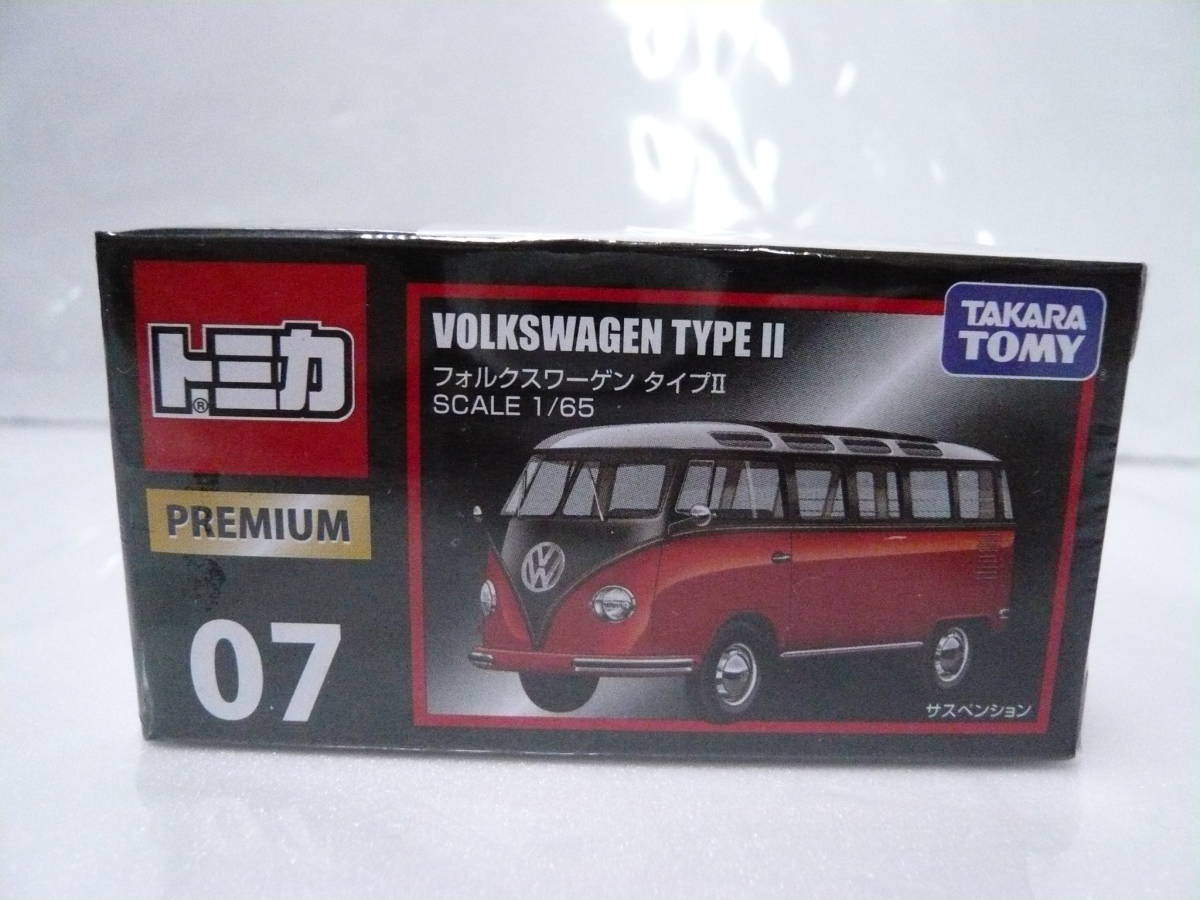 トミカ®
PREMIUM
07
VOLKSWAGEN TYPE II
フォルクスワーゲン タイプII
SCALE 1/65
TAKARA
TOMY
VW
サスペンション